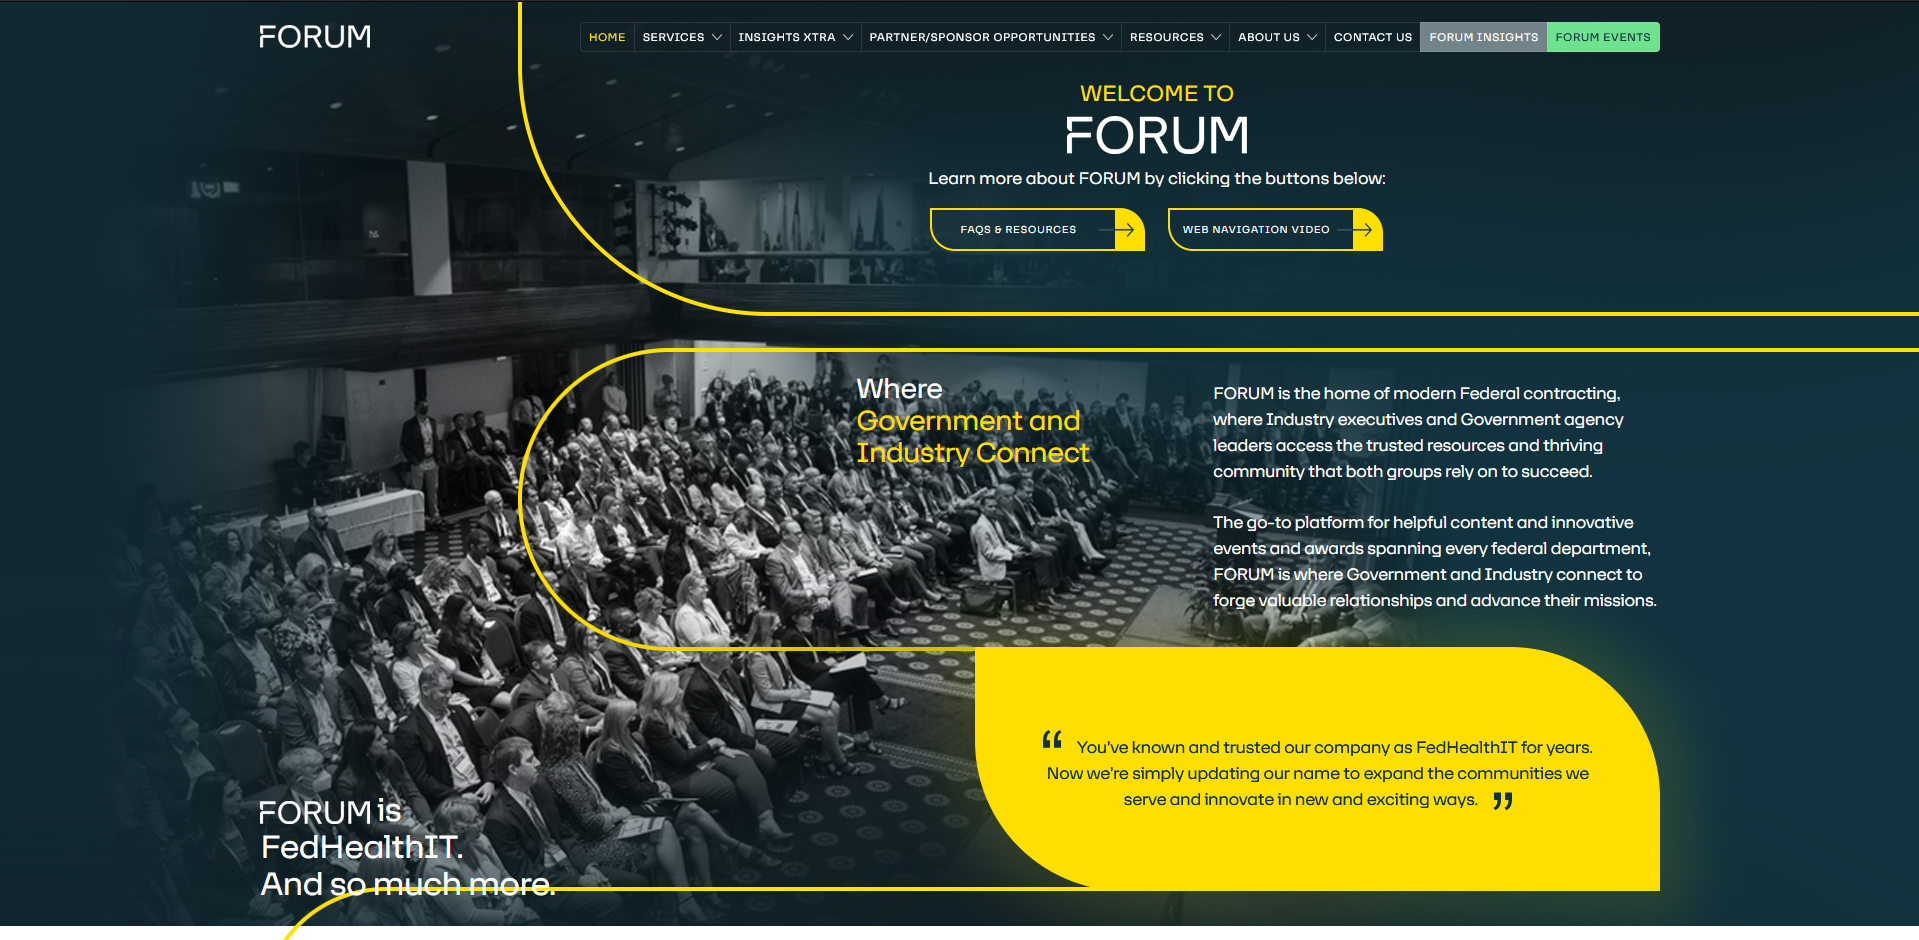 FORUM
HOME
SERVICES
INSIGHTS XTRA
PARTNER/SPONSOR OPPORTUNITIES
RESOURCES
ABOUT US
CONTACT US
FORUM INSIGHTS
FORUM EVENTS
WELCOME TO
FORUM
Learn more about FORUM by clicking the buttons below:
FAQS & RESOURCES
WEB NAVIGATION VIDEO
Where
Government and
Industry Connect
FORUM is the home of modern Federal contracting,
where Industry executives and Government agency
leaders access the trusted resources and thriving
community that both groups rely on to succeed.
The go-to platform for helpful content and innovative
events and awards spanning every federal department,
FORUM is where Government and Industry connect to
forge valuable relationships and advance their missions.
“ You’ve known and trusted our company as FedHealthIT for years.
Now we’re simply updating our name to expand the communities we
serve and innovate in new and exciting ways. ”
FORUM is
FedHealthIT.
And so much more.